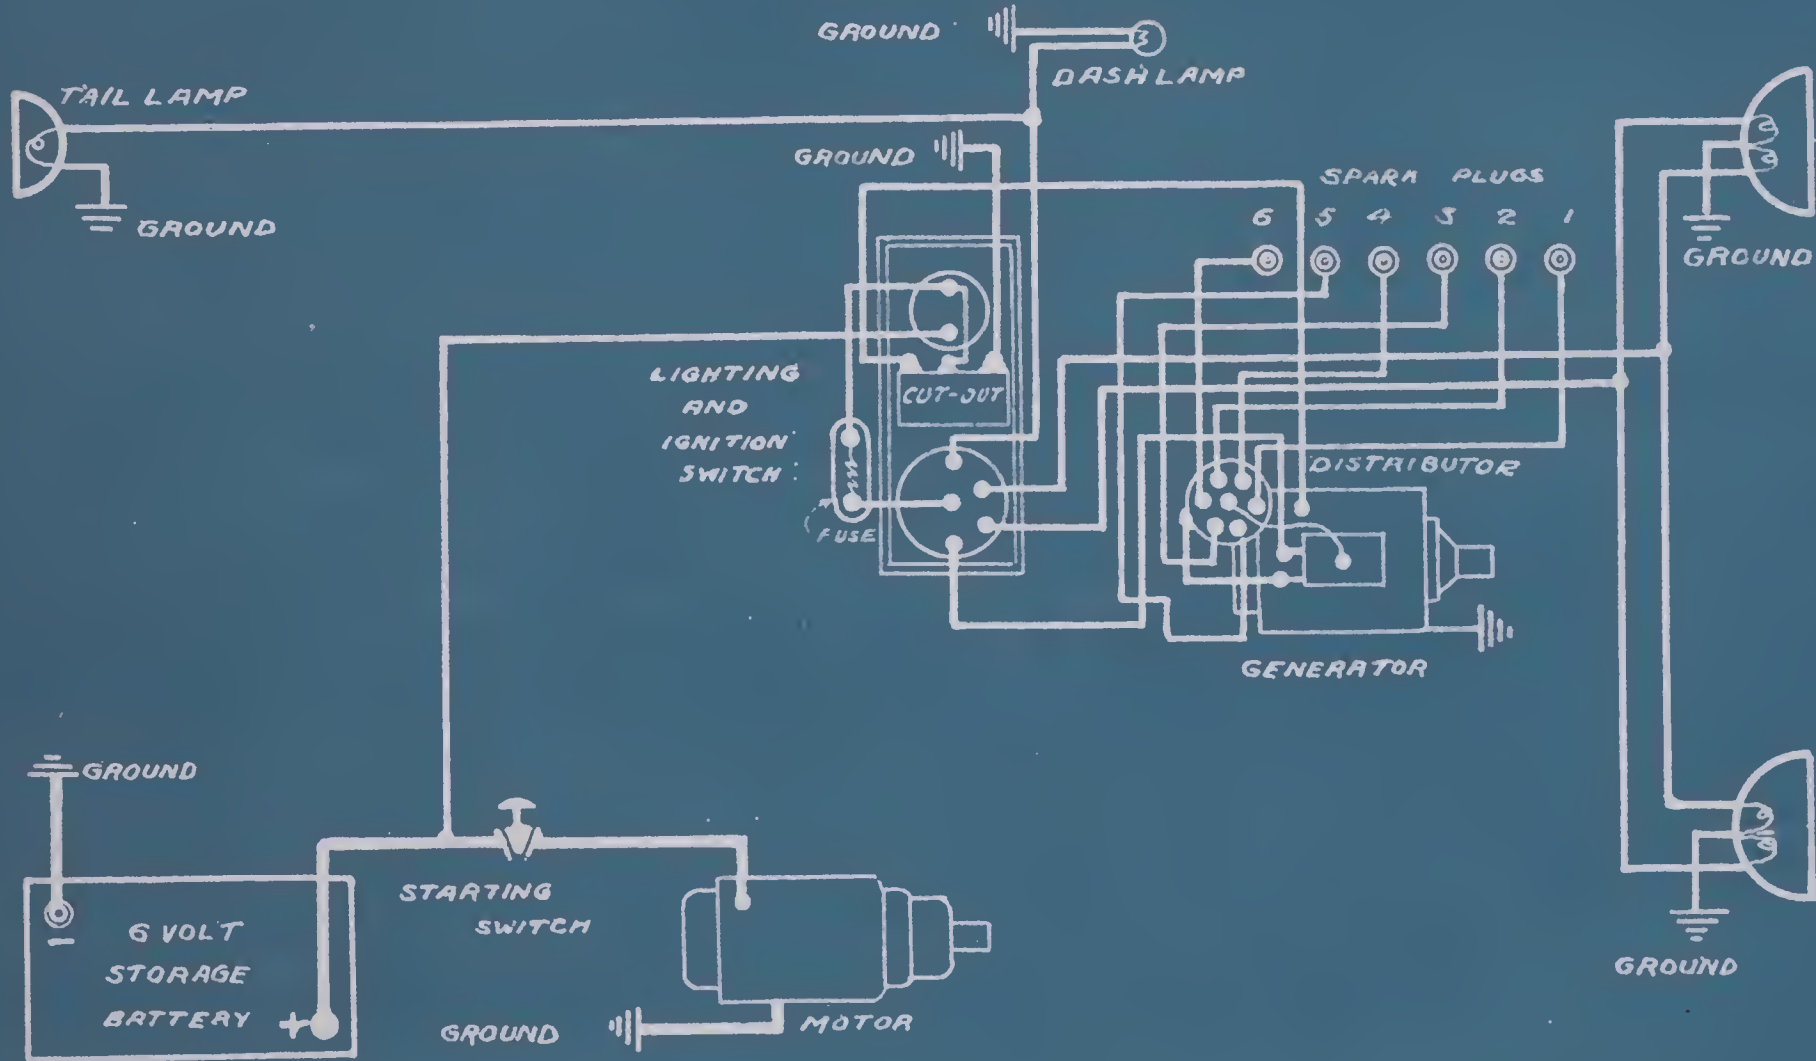 GROUND
DASH LAMP
TAIL LAMP
GROUND
GROUND
SPARK PLUGS
6 5 4 3 2 1
GROUND
LIGHTING
AND
IGNITION
SWITCH
CUT-OUT
FUSE
DISTRIBUTOR
GENERATOR
GROUND
STARTING
SWITCH
6 VOLT
STORAGE
BATTERY
+
-
GROUND
MOTOR
GROUND